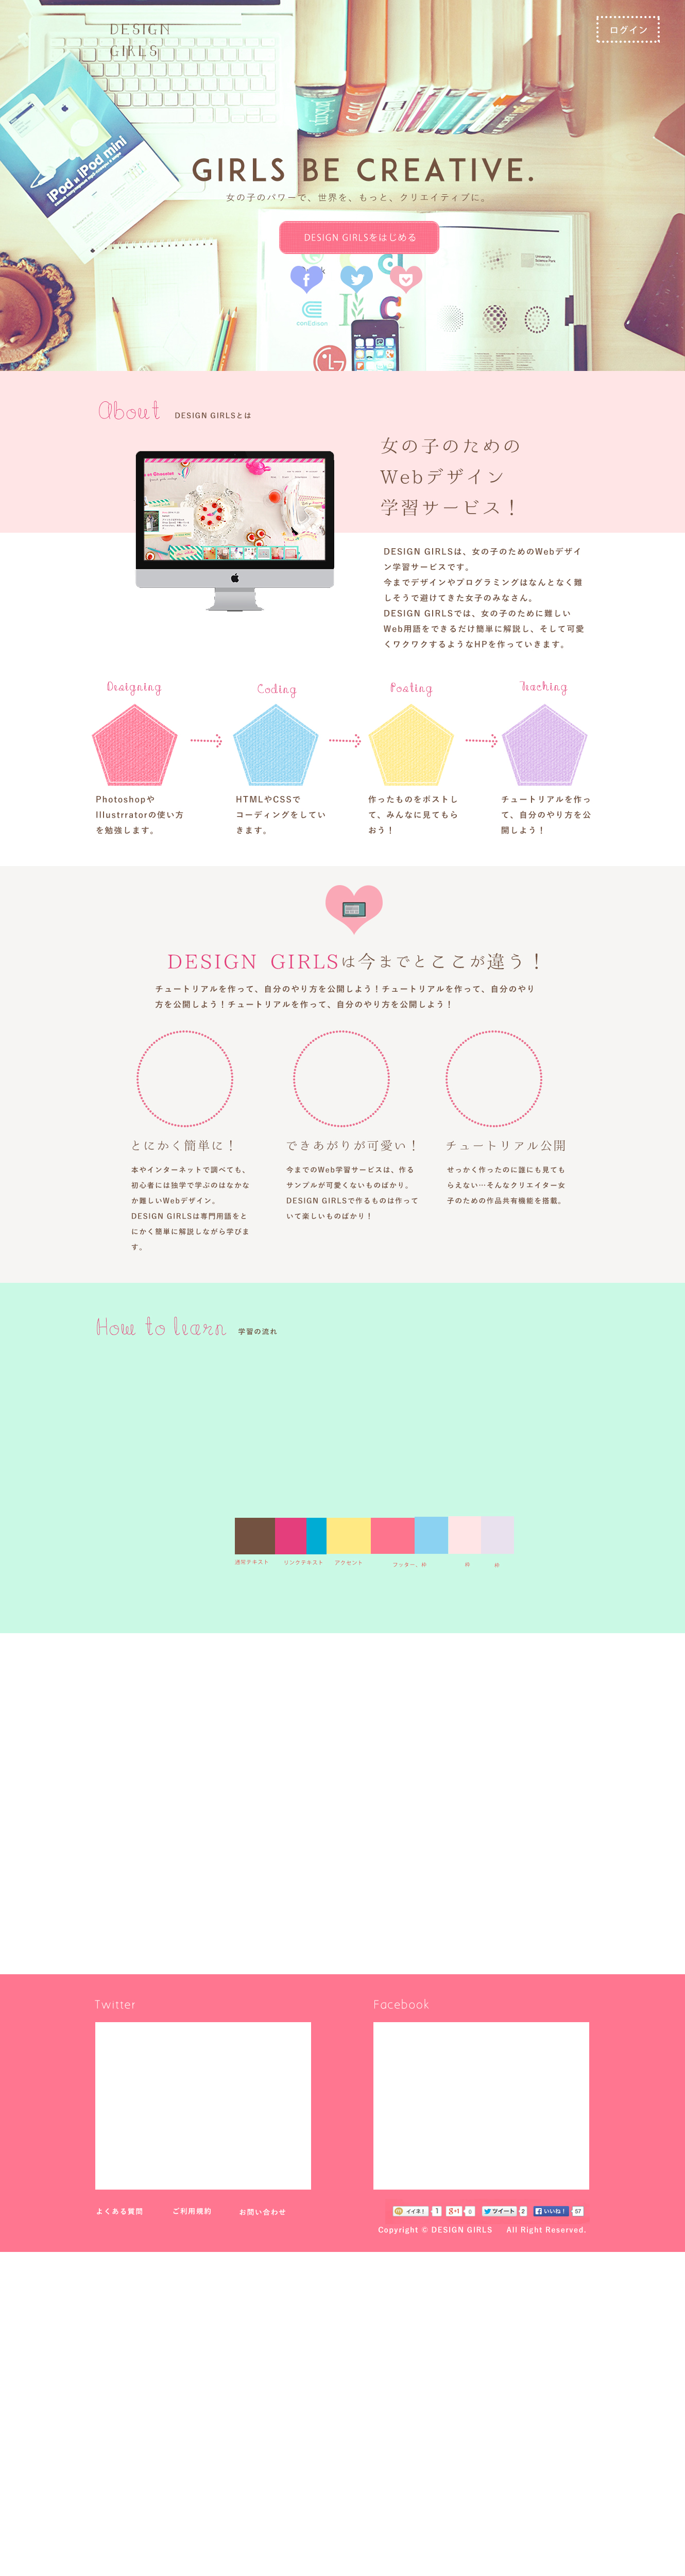 DESIGN
GIRLS
ログイン
iPod x iPod mini
GIRLS BE CREATIVE.
女の子のパワーで、世界を、もっと、クリエイティブに。
DESIGN GIRLSをはじめる
conEdison
University Science Park
About
DESIGN GIRLSとは
女の子のための
Webデザイン
学習サービス！
DESIGN GIRLSは、女の子のためのWebデザイ
ン学習サービスです。
今までデザインやプログラミングはなんとなく難
しそうで避けてきた女子のみなさん。
DESIGN GIRLSでは、女の子のために難しい
Web用語をできるだけ簡単に解説し、そして可愛
くワクワクするようなHPを作っていきます。
Designing
Coding
Posting
Teaching
Photoshopや
Illustrratorの使い方
を勉強します。
HTMLやCSSで
コーディングをしてい
きます。
作ったものをポストし
て、みんなに見てもら
おう！
チュートリアルを作っ
て、自分のやり方を公
開しよう！
DESIGN GIRLSは今までとここが違う！
チュートリアルを作って、自分のやり方を公開しよう！チュートリアルを作って、自分のやり
方を公開しよう！チュートリアルを作って、自分のやり方を公開しよう！
とにかく簡単に！
本やインターネットで調べても、
初心者には独学で学ぶのはなかな
か難しいWebデザイン。
DESIGN GIRLSは専門用語をと
にかく簡単に解説しながら学びま
す。
できあがりが可愛い！
今までのWeb学習サービスは、作る
サンプルが可愛くないものばかり。
DESIGN GIRLSで作るものは作って
いて楽しいものばかり！
チュートリアル公開
せっかく作ったのに誰にも見ても
らえない…そんなクリエイター女
子のための作品共有機能を搭載。
How to learn
学習の流れ
通常テキスト
リンクテキスト
アクセント
フッター、枠
枠
枠
Twitter
Facebook
よくある質問
ご利用規約
お問い合わせ
イイネ！ 1
g+1 0
ツイート 2
いいね！ 57
Copyright © DESIGN GIRLS All Right Reserved.